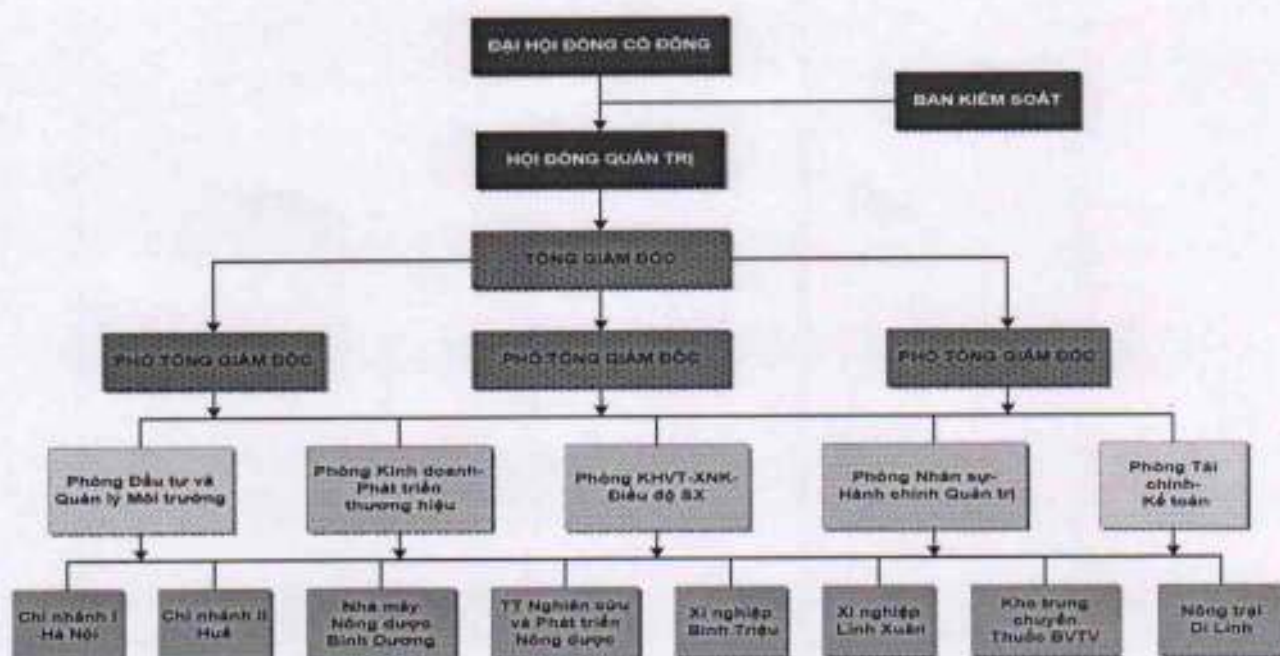 ĐẠI HỘI ĐỒNG CỔ ĐÔNG
BAN KIỂM SOÁT
HỘI ĐỒNG QUẢN TRỊ
TỔNG GIÁM ĐỐC
PHÓ TỔNG GIÁM ĐỐC
PHÓ TỔNG GIÁM ĐỐC
PHÓ TỔNG GIÁM ĐỐC
Phòng Đầu tư và
Quản lý Môi trường
Phòng Kinh doanh-
Phát triển
thương hiệu
Phòng KHVT-XNK-
Điều độ SX
Phòng Nhân sự-
Hành chính Quản trị
Phòng Tài
chính-
Kế toán
Chi nhánh I
Hà Nội
Chi nhánh II
Huế
Nhà máy
Nông dược
Bình Dương
TT Nghiên cứu
và Phát triển
Nông dược
Xí nghiệp
Bình Triệu
Xí nghiệp
Linh Xuân
Kho trung
chuyển
Thuốc BVTV
Nông trại
Di Linh